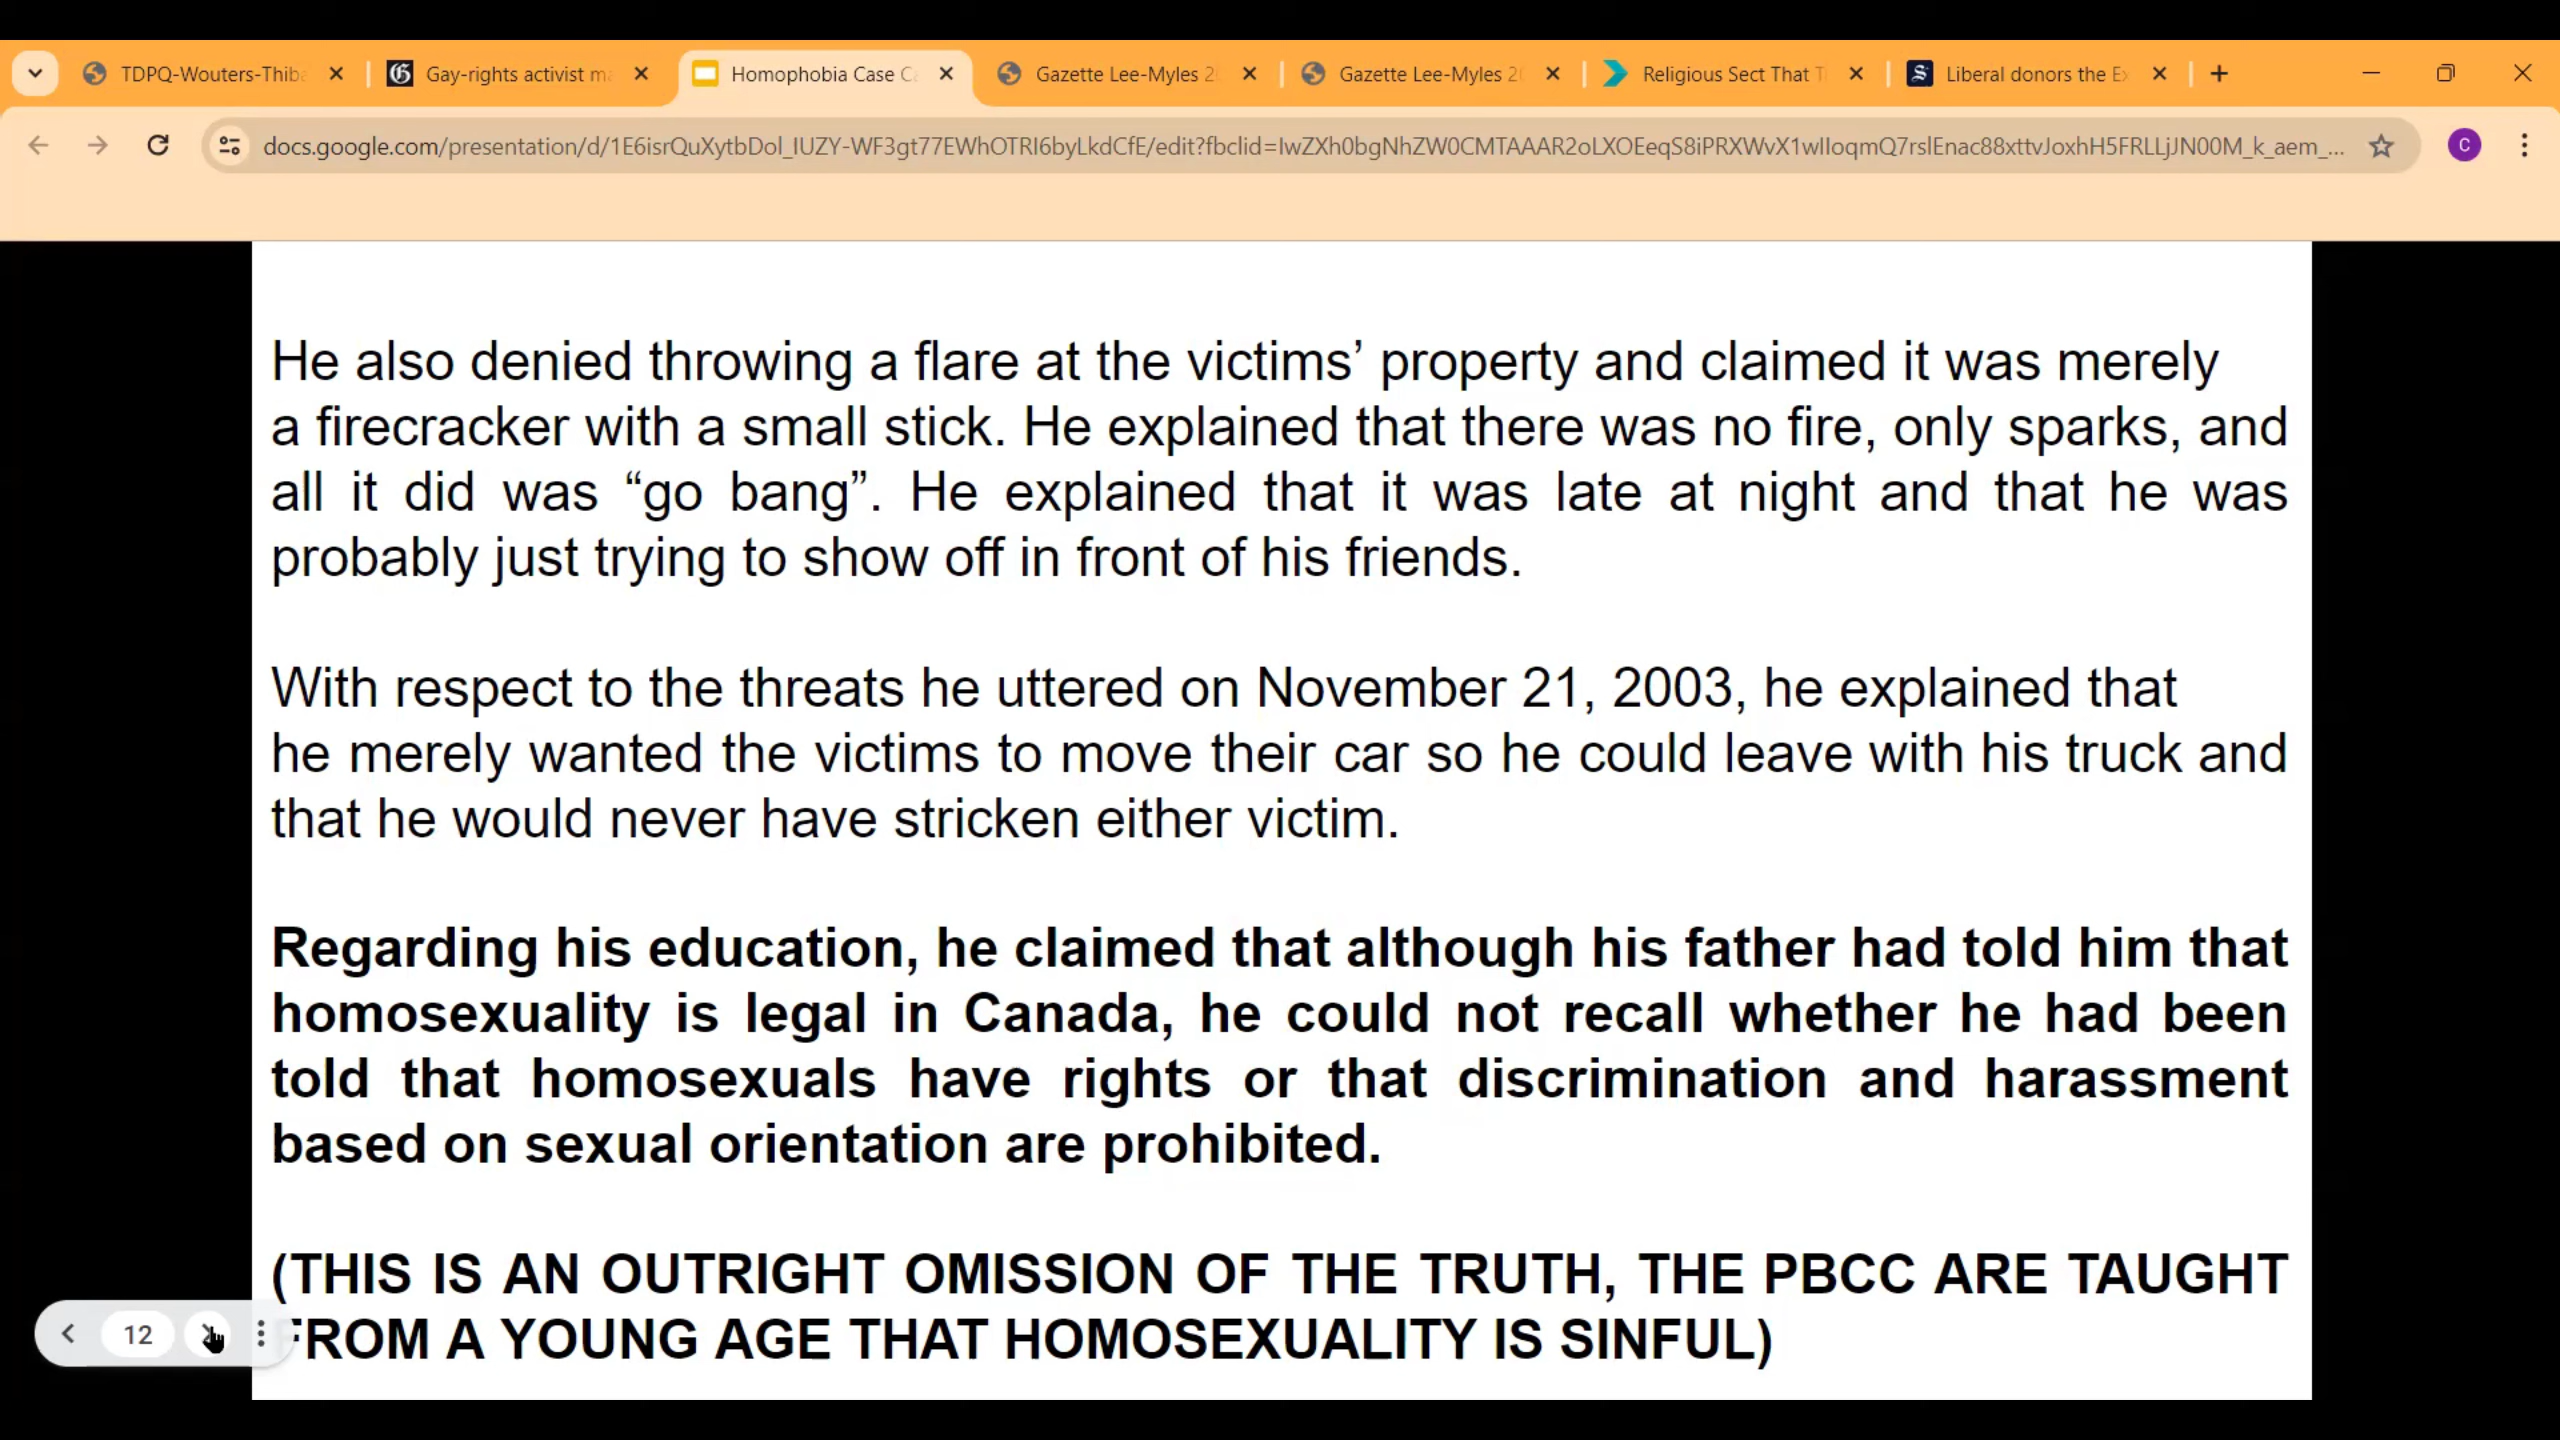 TDPQ-Wouters-Thiba
Gay-rights activist ma
Homophobia Case C
Gazette Lee-Myles 2
Gazette Lee-Myles 2
Religious Sect That T
Liberal donors the Ex
docs.google.com/presentation/d/1E6isrQuXytbDol_IUZY-WF3gt77EWhOTRI6byLkdCfE/edit?fbclid=IwZXh0bgNhZW0CMTAAAR2oLXOEeqS8iPRXWvX1wIIoqmQ7rslEnac88xttvJoxhH5FRLLjJN00M_k_aem_...
C
He also denied throwing a flare at the victims’ property and claimed it was merely
a firecracker with a small stick. He explained that there was no fire, only sparks, and
all it did was “go bang”. He explained that it was late at night and that he was
probably just trying to show off in front of his friends.
With respect to the threats he uttered on November 21, 2003, he explained that
he merely wanted the victims to move their car so he could leave with his truck and
that he would never have stricken either victim.
Regarding his education, he claimed that although his father had told him that
homosexuality is legal in Canada, he could not recall whether he had been
told that homosexuals have rights or that discrimination and harassment
based on sexual orientation are prohibited.
(THIS IS AN OUTRIGHT OMISSION OF THE TRUTH, THE PBCC ARE TAUGHT
FROM A YOUNG AGE THAT HOMOSEXUALITY IS SINFUL)
12